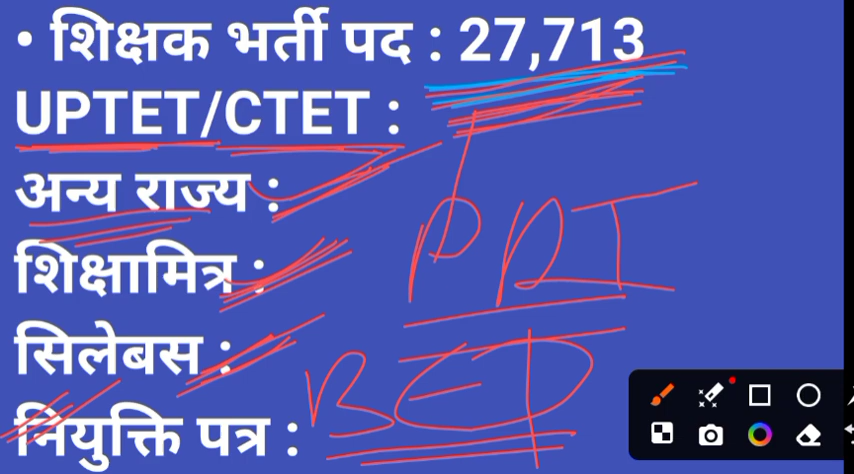 • शिक्षक भर्ती पद : 27,713
UPTET/CTET :
अन्य राज्य :
शिक्षामित्र :
सिलेबस :
नियुक्ति पत्र :
PRT
BED